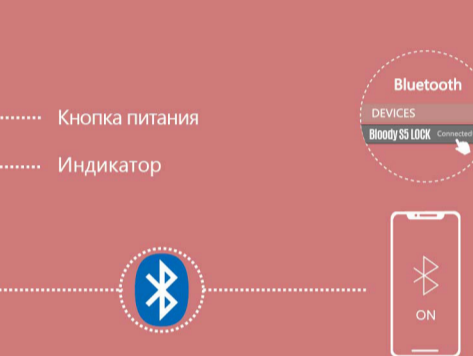 Кнопка питания
Индикатор
Bluetooth
DEVICES
Bloody S5 LOCK Connected
ON